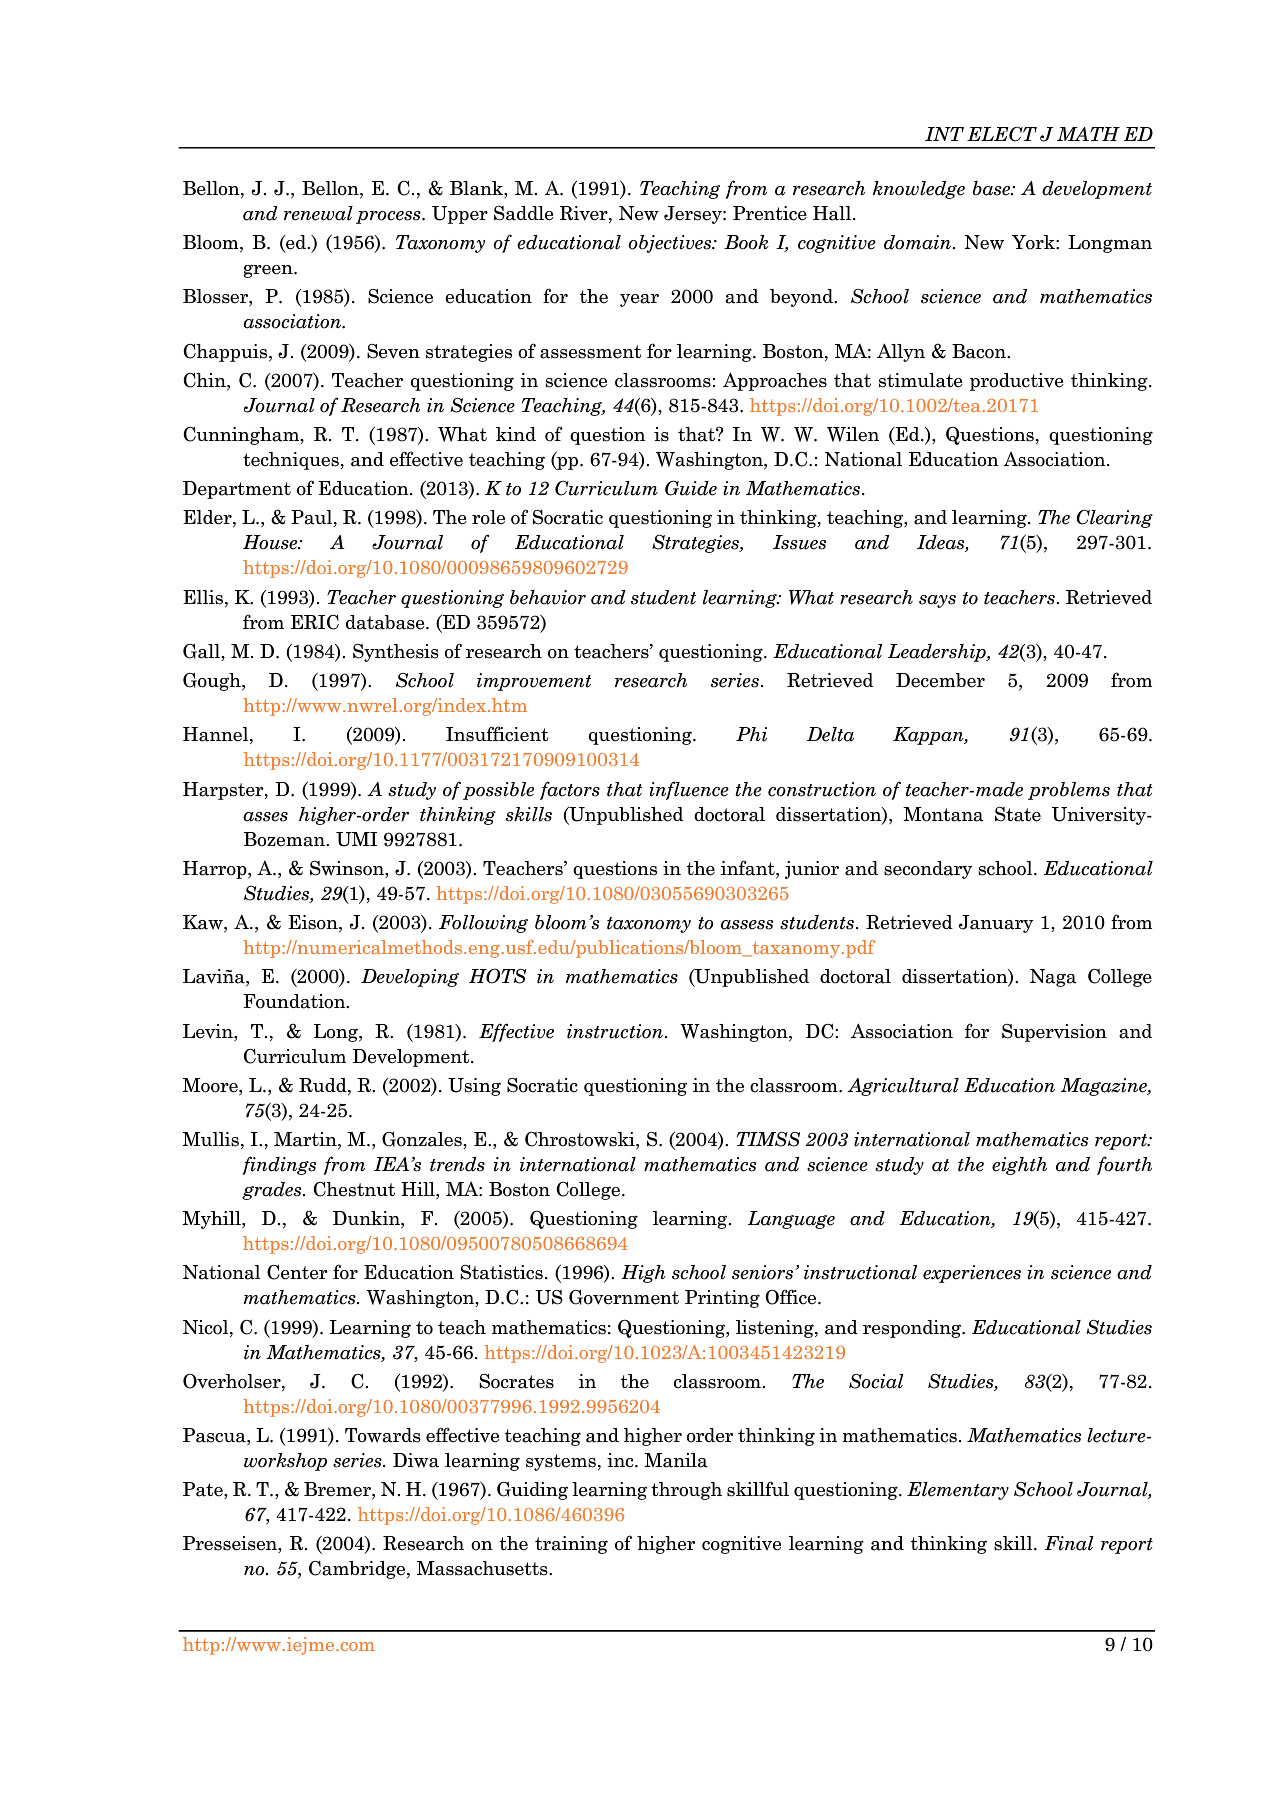 INT ELECT J MATH ED
Bellon, J. J., Bellon, E. C., & Blank, M. A. (1991). Teaching from a research knowledge base: A development
and renewal process. Upper Saddle River, New Jersey: Prentice Hall.
Bloom, B. (ed.) (1956). Taxonomy of educational objectives: Book I, cognitive domain. New York: Longman
green.
Blosser, P. (1985). Science education for the year 2000 and beyond. School science and mathematics
association.
Chappuis, J. (2009). Seven strategies of assessment for learning. Boston, MA: Allyn & Bacon.
Chin, C. (2007). Teacher questioning in science classrooms: Approaches that stimulate productive thinking.
Journal of Research in Science Teaching, 44(6), 815-843. https://doi.org/10.1002/tea.20171
Cunningham, R. T. (1987). What kind of question is that? In W. W. Wilen (Ed.), Questions, questioning
techniques, and effective teaching (pp. 67-94). Washington, D.C.: National Education Association.
Department of Education. (2013). K to 12 Curriculum Guide in Mathematics.
Elder, L., & Paul, R. (1998). The role of Socratic questioning in thinking, teaching, and learning. The Clearing
House: A Journal of Educational Strategies, Issues and Ideas, 71(5), 297-301.
https://doi.org/10.1080/00098659809602729
Ellis, K. (1993). Teacher questioning behavior and student learning: What research says to teachers. Retrieved
from ERIC database. (ED 359572)
Gall, M. D. (1984). Synthesis of research on teachers’ questioning. Educational Leadership, 42(3), 40-47.
Gough, D. (1997). School improvement research series. Retrieved December 5, 2009 from
http://www.nwrel.org/index.htm
Hannel, I. (2009). Insufficient questioning. Phi Delta Kappan, 91(3), 65-69.
https://doi.org/10.1177/003172170909100314
Harpster, D. (1999). A study of possible factors that influence the construction of teacher-made problems that
asses higher-order thinking skills (Unpublished doctoral dissertation), Montana State University-
Bozeman. UMI 9927881.
Harrop, A., & Swinson, J. (2003). Teachers’ questions in the infant, junior and secondary school. Educational
Studies, 29(1), 49-57. https://doi.org/10.1080/03055690303265
Kaw, A., & Eison, J. (2003). Following bloom’s taxonomy to assess students. Retrieved January 1, 2010 from
http://numericalmethods.eng.usf.edu/publications/bloom_taxanomy.pdf
Laviña, E. (2000). Developing HOTS in mathematics (Unpublished doctoral dissertation). Naga College
Foundation.
Levin, T., & Long, R. (1981). Effective instruction. Washington, DC: Association for Supervision and
Curriculum Development.
Moore, L., & Rudd, R. (2002). Using Socratic questioning in the classroom. Agricultural Education Magazine,
75(3), 24-25.
Mullis, I., Martin, M., Gonzales, E., & Chrostowski, S. (2004). TIMSS 2003 international mathematics report:
findings from IEA’s trends in international mathematics and science study at the eighth and fourth
grades. Chestnut Hill, MA: Boston College.
Myhill, D., & Dunkin, F. (2005). Questioning learning. Language and Education, 19(5), 415-427.
https://doi.org/10.1080/09500780508668694
National Center for Education Statistics. (1996). High school seniors’ instructional experiences in science and
mathematics. Washington, D.C.: US Government Printing Office.
Nicol, C. (1999). Learning to teach mathematics: Questioning, listening, and responding. Educational Studies
in Mathematics, 37, 45-66. https://doi.org/10.1023/A:1003451423219
Overholser, J. C. (1992). Socrates in the classroom. The Social Studies, 83(2), 77-82.
https://doi.org/10.1080/00377996.1992.9956204
Pascua, L. (1991). Towards effective teaching and higher order thinking in mathematics. Mathematics lecture-
workshop series. Diwa learning systems, inc. Manila
Pate, R. T., & Bremer, N. H. (1967). Guiding learning through skillful questioning. Elementary School Journal,
67, 417-422. https://doi.org/10.1086/460396
Presseisen, R. (2004). Research on the training of higher cognitive learning and thinking skill. Final report
no. 55, Cambridge, Massachusetts.
http://www.iejme.com
9 / 10